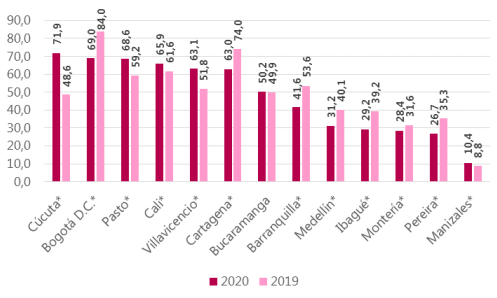 90,0
80,0
70,0
60,0
50,0
40,0
30,0
20,0
10,0
0,0
71,9
48,6
69,0
84,0
68,6
59,2
65,9
61,6
63,1
51,8
63,0
74,0
50,2
49,9
41,6
53,6
31,2
40,1
29,2
39,2
28,4
31,6
26,7
35,3
10,4
8,8
Cúcuta*
Bogotá D.C.*
Pasto*
Cali*
Villavicencio*
Cartagena*
Bucaramanga
Barranquilla*
Medellín*
Ibagué*
Montería*
Pereira*
Manizales*
2020 2019